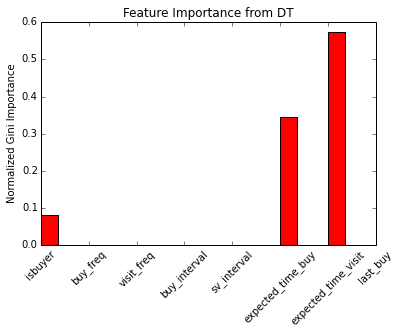 Feature Importance from DT
Normalized Gini Importance
0.6
0.5
0.4
0.3
0.2
0.1
0.0
isbuyer
buy_freq
visit_freq
buy_interval
sv_interval
expected_time_buy
expected_time_visit
last_buy